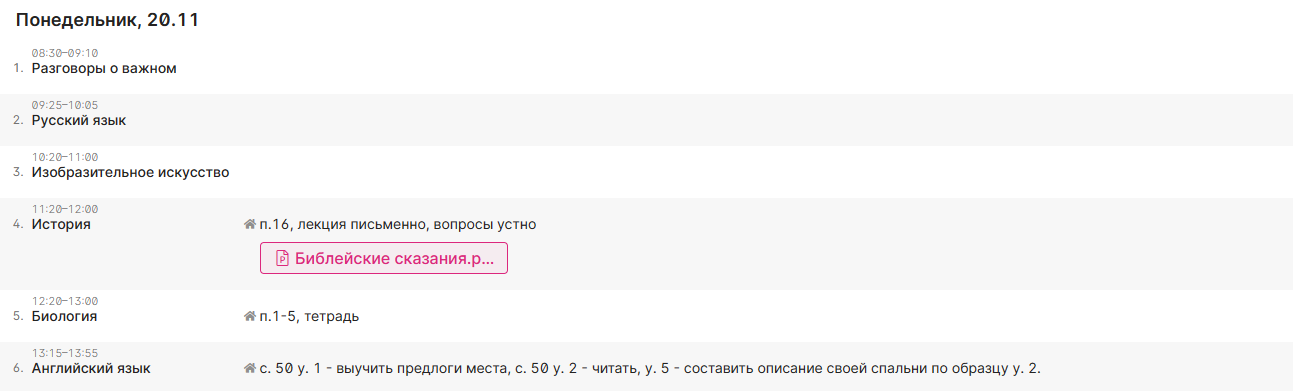 Понедельник, 20.11
08:30–09:10
1. Разговоры о важном
09:25–10:05
2. Русский язык
10:20–11:00
3. Изобразительное искусство
11:20–12:00
4. История п.16, лекция письменно, вопросы устно
Библейские сказания.p...
12:20–13:00
5. Биология п.1-5, тетрадь
13:15–13:55
6. Английский язык с. 50 у. 1 - выучить предлоги места, с. 50 у. 2 - читать, у. 5 - составить описание своей спальни по образцу у. 2.